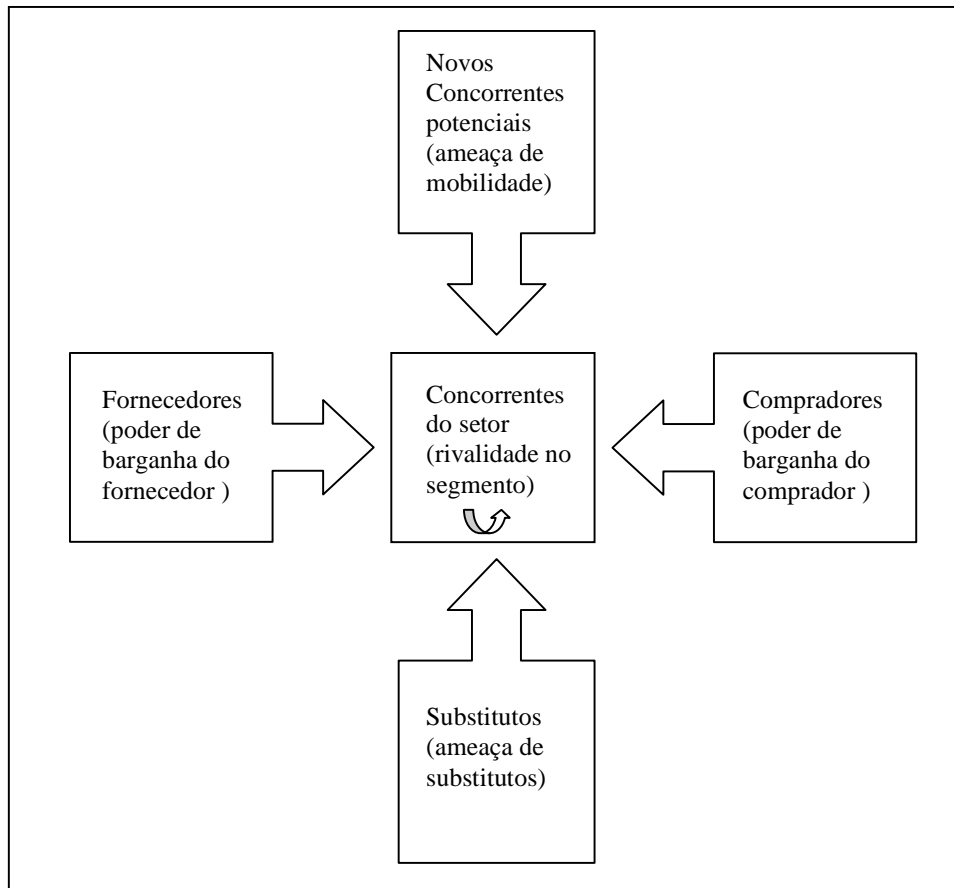 Novos
Concorrentes
potenciais
(ameaça de
mobilidade)
Fornecedores
(poder de
barganha do
fornecedor )
Concorrentes
do setor
(rivalidade no
segmento)
Compradores
(poder de
barganha do
comprador )
Substitutos
(ameaça de
substitutos)